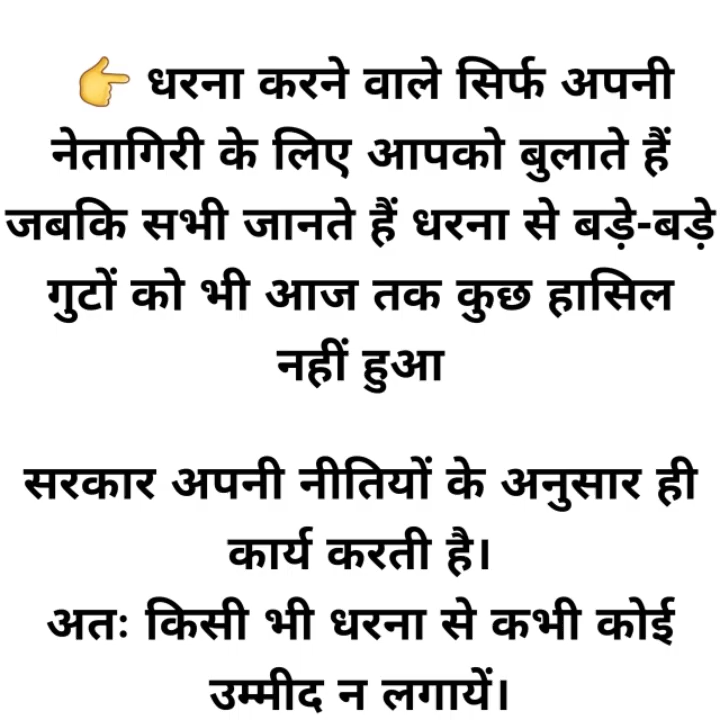 👉 धरना करने वाले सिर्फ अपनी
नेतागिरी के लिए आपको बुलाते हैं
जबकि सभी जानते हैं धरना से बड़े-बड़े
गुटों को भी आज तक कुछ हासिल
नहीं हुआ
सरकार अपनी नीतियों के अनुसार ही
कार्य करती है।
अतः किसी भी धरना से कभी कोई
उम्मीद न लगायें।